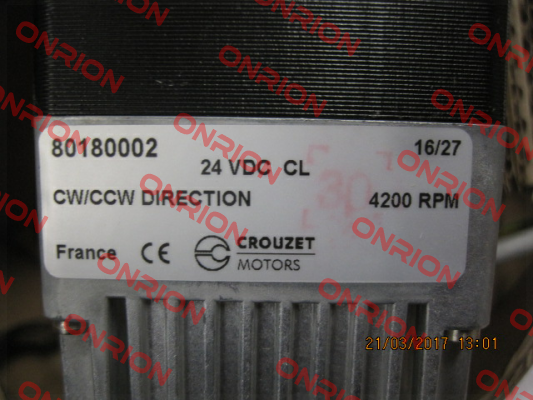 80180002 16/27
24 VDC CL
CW/CCW DIRECTION 4200 RPM
France CE CROUZET
MOTORS
21/03/2017 13:01
ONRION